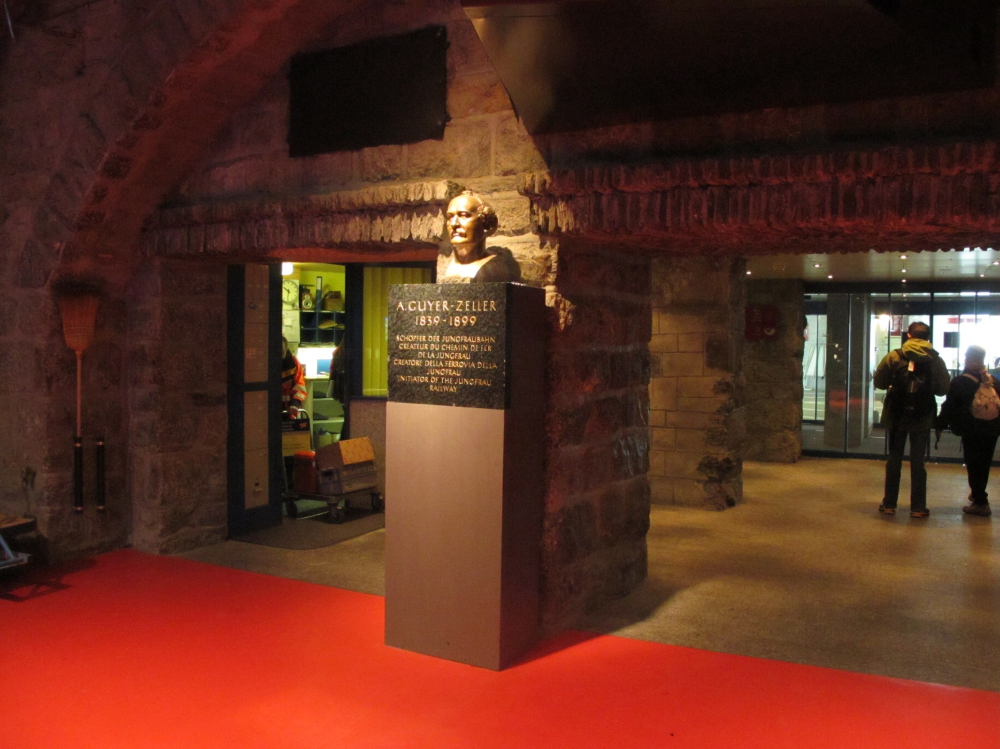 A. GUYER-ZELLER
1839-1899
SCHÖPFER DER JUNGFRAUBAHN
CRÉATEUR DU CHEMIN DE FER
DE LA JUNGFRAU
CREATORE DELLA FERROVIA DELLA
JUNGFRAU
INITIATOR OF THE JUNGFRAU
RAILWAY